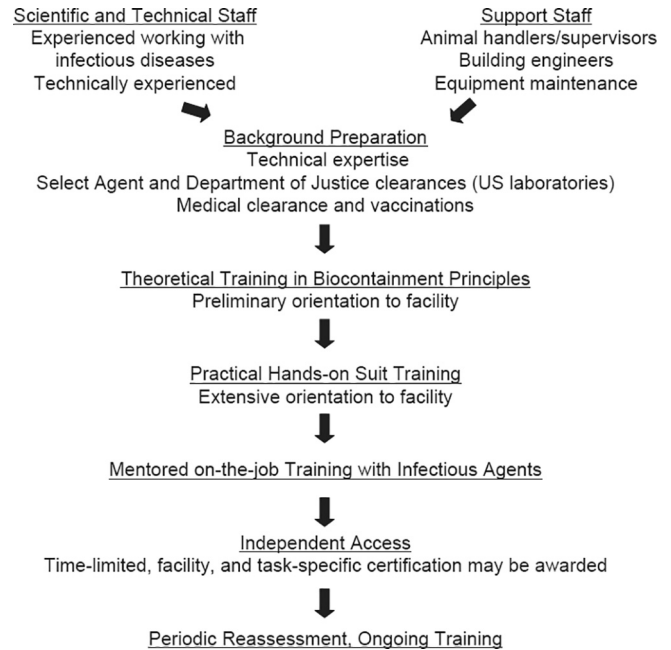 Scientific and Technical Staff
Experienced working with
infectious diseases
Technically experienced
Support Staff
Animal handlers/supervisors
Building engineers
Equipment maintenance
Background Preparation
Technical expertise
Select Agent and Department of Justice clearances (US laboratories)
Medical clearance and vaccinations
Theoretical Training in Biocontainment Principles
Preliminary orientation to facility
Practical Hands-on Suit Training
Extensive orientation to facility
Mentored on-the-job Training with Infectious Agents
Independent Access
Time-limited, facility, and task-specific certification may be awarded
Periodic Reassessment, Ongoing Training